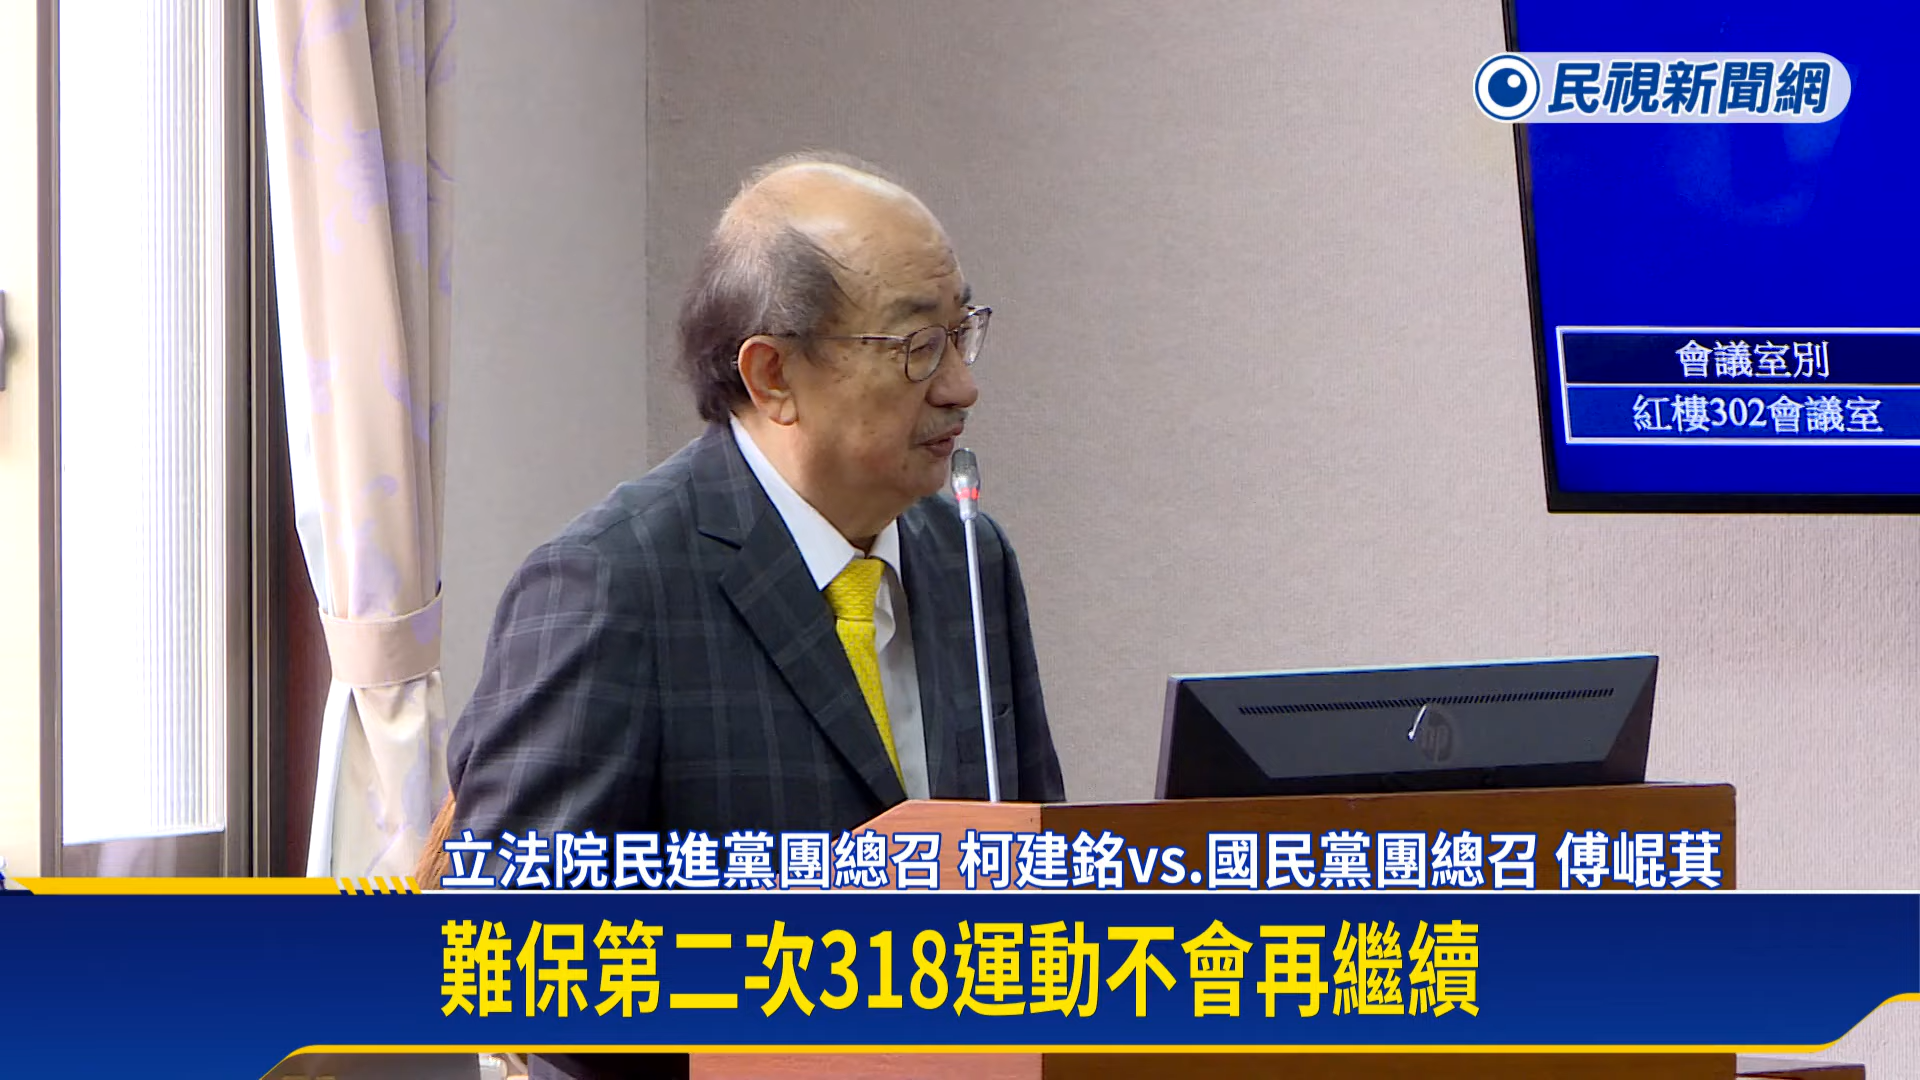 民視新聞網
會議室別
紅樓302會議室
hp
立法院民進黨團總召 柯建銘vs.國民黨團總召 傅崐萁
難保第二次318運動不會再繼續